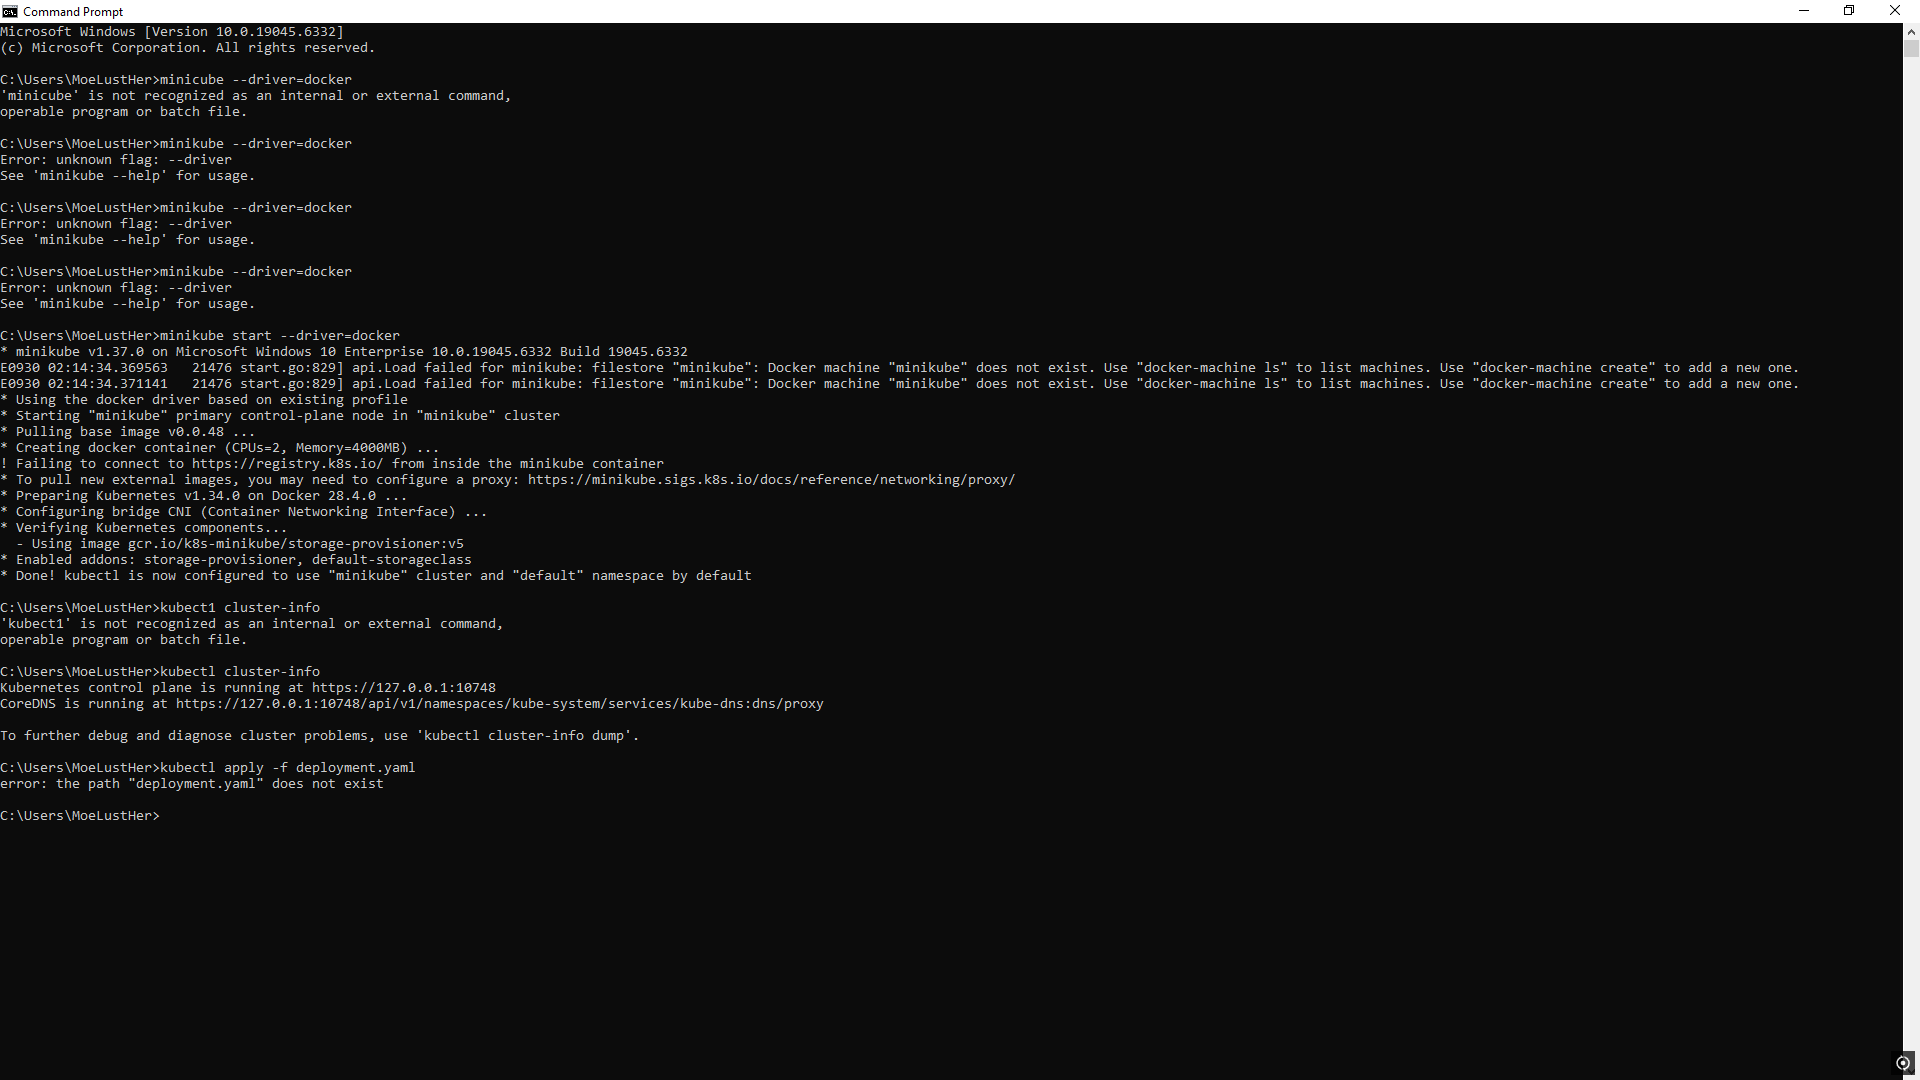 Command Prompt
Microsoft Windows [Version 10.0.19045.6332]
(c) Microsoft Corporation. All rights reserved.
C:\Users\MoeLustHer>minicube --driver=docker
'minicube' is not recognized as an internal or external command,
operable program or batch file.
C:\Users\MoeLustHer>minikube --driver=docker
Error: unknown flag: --driver
See 'minikube --help' for usage.
C:\Users\MoeLustHer>minikube --driver=docker
Error: unknown flag: --driver
See 'minikube --help' for usage.
C:\Users\MoeLustHer>minikube --driver=docker
Error: unknown flag: --driver
See 'minikube --help' for usage.
C:\Users\MoeLustHer>minikube start --driver=docker
* minikube v1.37.0 on Microsoft Windows 10 Enterprise 10.0.19045.6332 Build 19045.6332
E0930 02:14:34.369563   21476 start.go:829] api.Load failed for minikube: filestore "minikube": Docker machine "minikube" does not exist. Use "docker-machine ls" to list machines. Use "docker-machine create" to add a new one.
E0930 02:14:34.371141   21476 start.go:829] api.Load failed for minikube: filestore "minikube": Docker machine "minikube" does not exist. Use "docker-machine ls" to list machines. Use "docker-machine create" to add a new one.
* Using the docker driver based on existing profile
* Starting "minikube" primary control-plane node in "minikube" cluster
* Pulling base image v0.0.48 ...
* Creating docker container (CPUs=2, Memory=4000MB) ...
! Failing to connect to https://registry.k8s.io/ from inside the minikube container
* To pull new external images, you may need to configure a proxy: https://minikube.sigs.k8s.io/docs/reference/networking/proxy/
* Preparing Kubernetes v1.34.0 on Docker 28.4.0 ...
* Configuring bridge CNI (Container Networking Interface) ...
* Verifying Kubernetes components...
  - Using image gcr.io/k8s-minikube/storage-provisioner:v5
* Enabled addons: storage-provisioner, default-storageclass
* Done! kubectl is now configured to use "minikube" cluster and "default" namespace by default
C:\Users\MoeLustHer>kubect1 cluster-info
'kubect1' is not recognized as an internal or external command,
operable program or batch file.
C:\Users\MoeLustHer>kubectl cluster-info
Kubernetes control plane is running at https://127.0.0.1:10748
CoreDNS is running at https://127.0.0.1:10748/api/v1/namespaces/kube-system/services/kube-dns:dns/proxy
To further debug and diagnose cluster problems, use 'kubectl cluster-info dump'.
C:\Users\MoeLustHer>kubectl apply -f deployment.yaml
error: the path "deployment.yaml" does not exist
C:\Users\MoeLustHer>